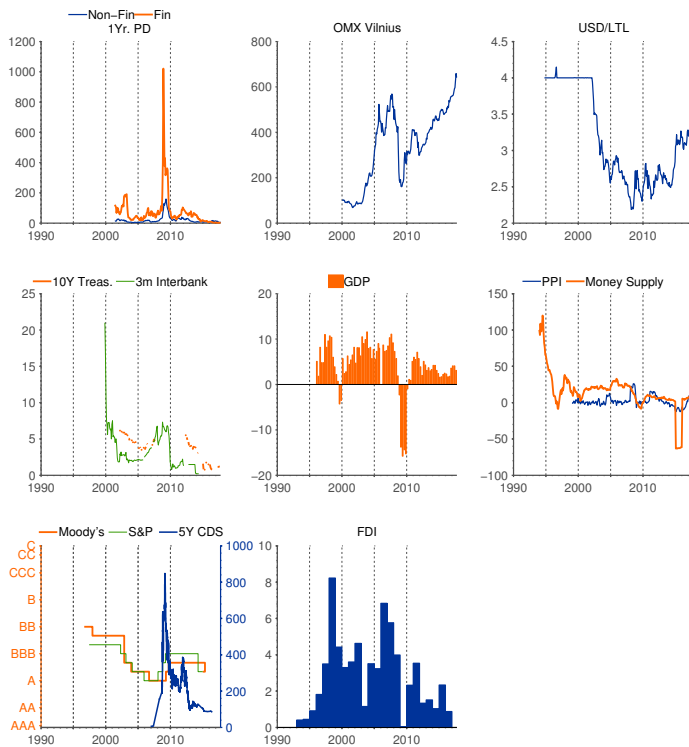 Non-Fin Fin
1Yr. PD
1200
1000
800
600
400
200
0
1990 2000 2010
OMX Vilnius
800
600
400
200
0
1990 2000 2010
USD/LTL
4.5
4
3.5
3
2.5
2
1990 2000 2010
10Y Treas. 3m Interbank
25
20
15
10
5
0
1990 2000 2010
GDP
20
10
0
−10
−20
1990 2000 2010
PPI Money Supply
150
100
50
0
−50
−100
1990 2000 2010
Moody's S&P 5Y CDS
C
CC
CCC
B
BB
BBB
A
AA
AAA
1000
800
600
400
200
0
1990 2000 2010
FDI
10
8
6
4
2
0
1990 2000 2010